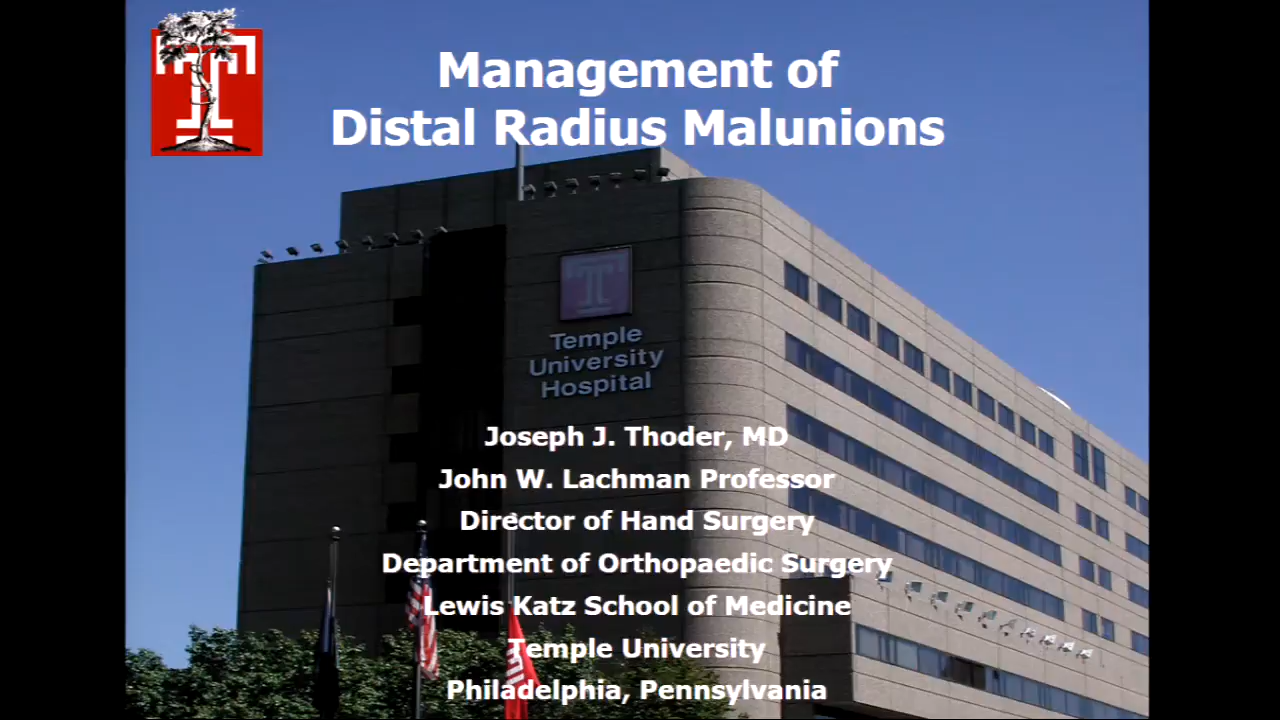 Management of
Distal Radius Malunions
Temple
University
Hospital
Joseph J. Thoder, MD
John W. Lachman Professor
Director of Hand Surgery
Department of Orthopaedic Surgery
Lewis Katz School of Medicine
Temple University
Philadelphia, Pennsylvania